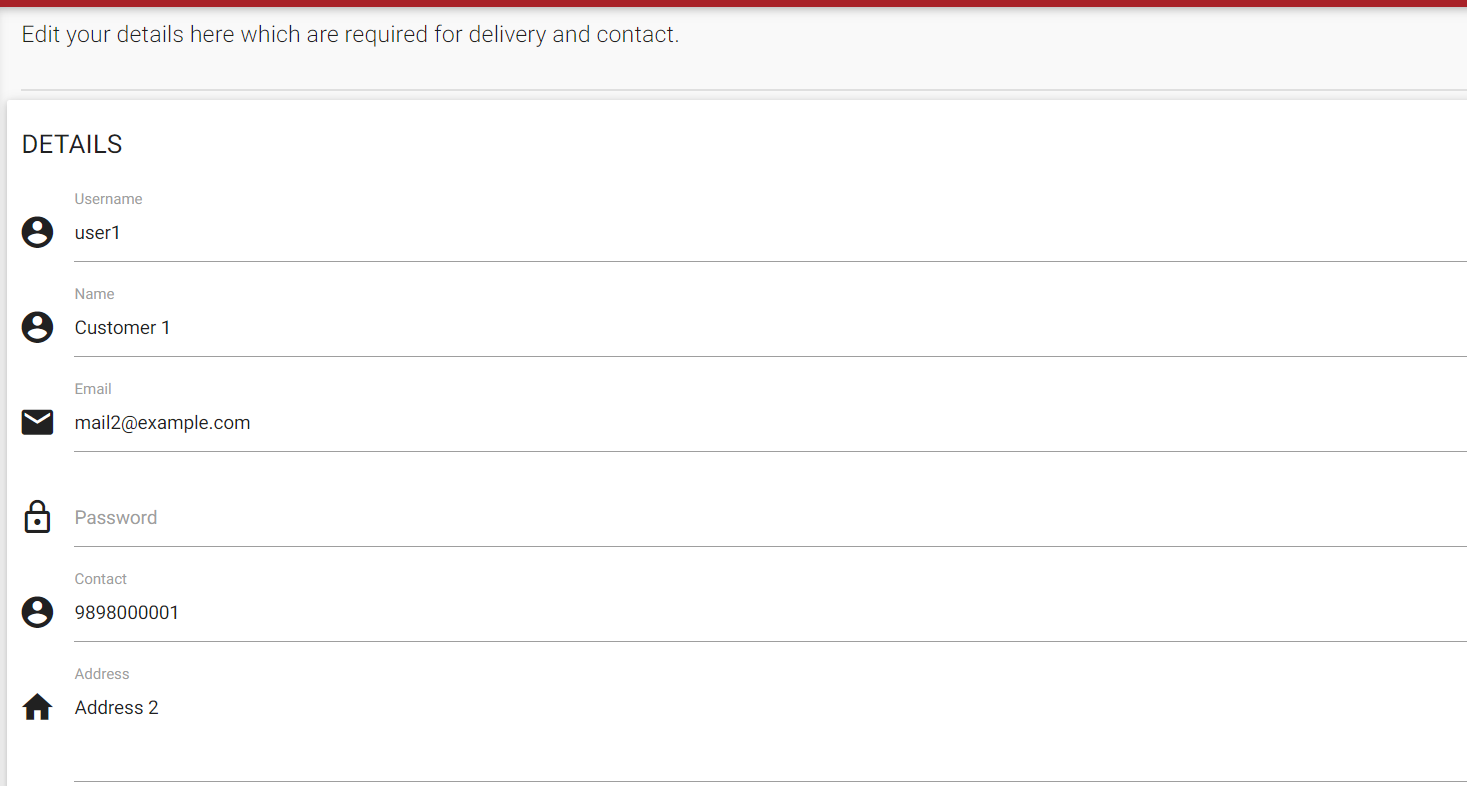 Edit your details here which are required for delivery and contact.
DETAILS
Username
user1
Name
Customer 1
Email
mail2@example.com
Password
Contact
9898000001
Address
Address 2